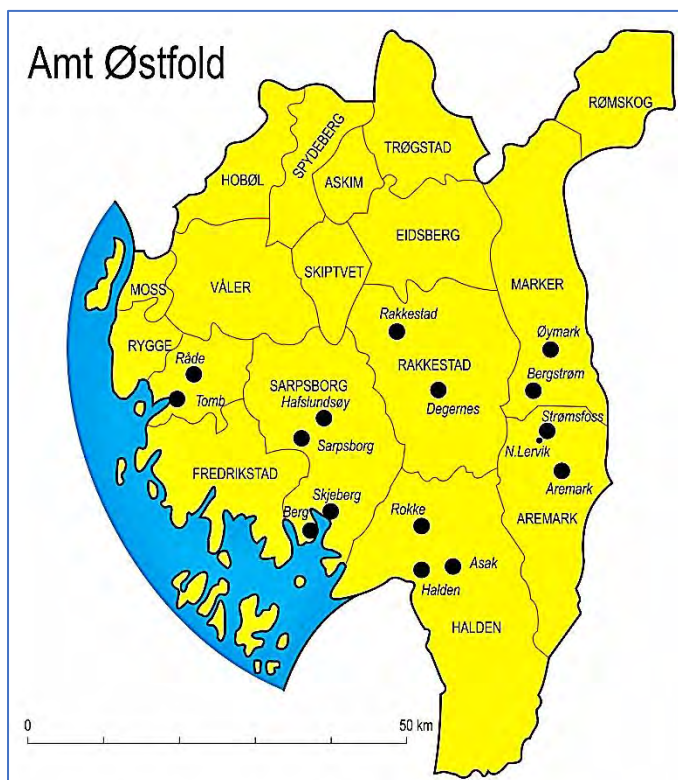 Amt Østfold
RØMSKOG
SPYDEBERG
TRØGSTAD
HOBØL
ASKIM
EIDSBERG
SKIPTVET
MARKER
MOSS
VÅLER
Rakkestad
Øymark
RYGGE
Råde
RAKKESTAD
Bergstrøm
SARPSBORG
Tomb
Hafslundsøy
Degernes
Strømsfoss
Sarpsborg
N.Lervik
FREDRIKSTAD
Aremark
Skjeberg
Berg
Rokke
AREMARK
Asak
Halden
HALDEN
0
50 km